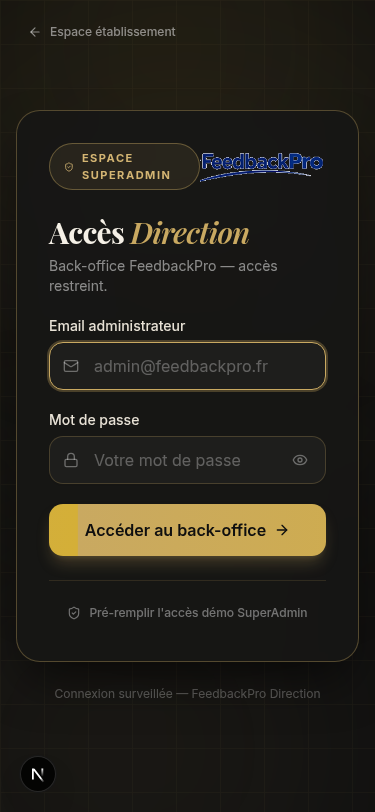 Espace établissement
ESPACE
SUPERADMIN
FeedbackPro
Accès Direction
Back-office FeedbackPro — accès
restreint.
Email administrateur
admin@feedbackpro.fr
Mot de passe
Votre mot de passe
Accéder au back-office
Pré-remplir l'accès démo SuperAdmin
Connexion surveillée — FeedbackPro Direction
N